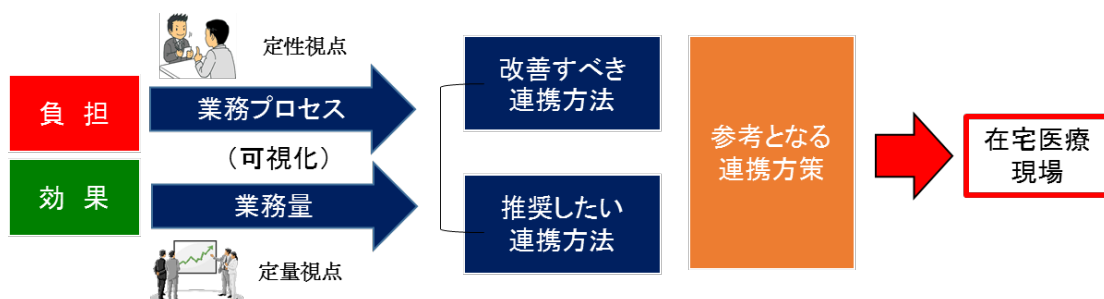 定性視点
負 担
業務プロセス
(可視化)
効 果
業務量
定量視点
改善すべき
連携方法
推奨したい
連携方法
参考となる
連携方策
在宅医療
現場